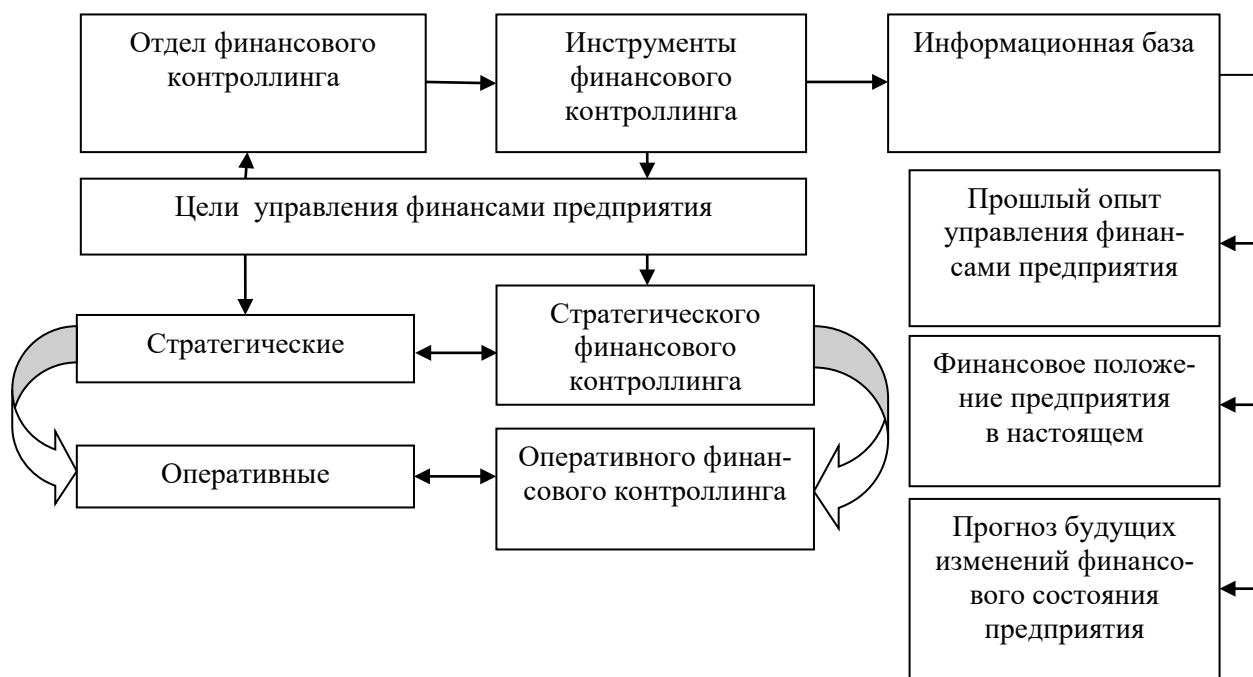 Отдел финансового
контроллинга
Инструменты
финансового
контроллинга
Информационная база
Цели управления финансами предприятия
Прошлый опыт
управления финан-
сами предприятия
Стратегические
Стратегического
финансового
контроллинга
Финансовое положе-
ние предприятия
в настоящем
Оперативные
Оперативного финан-
сового контроллинга
Прогноз будущих
изменений финансо-
вого состояния
предприятия